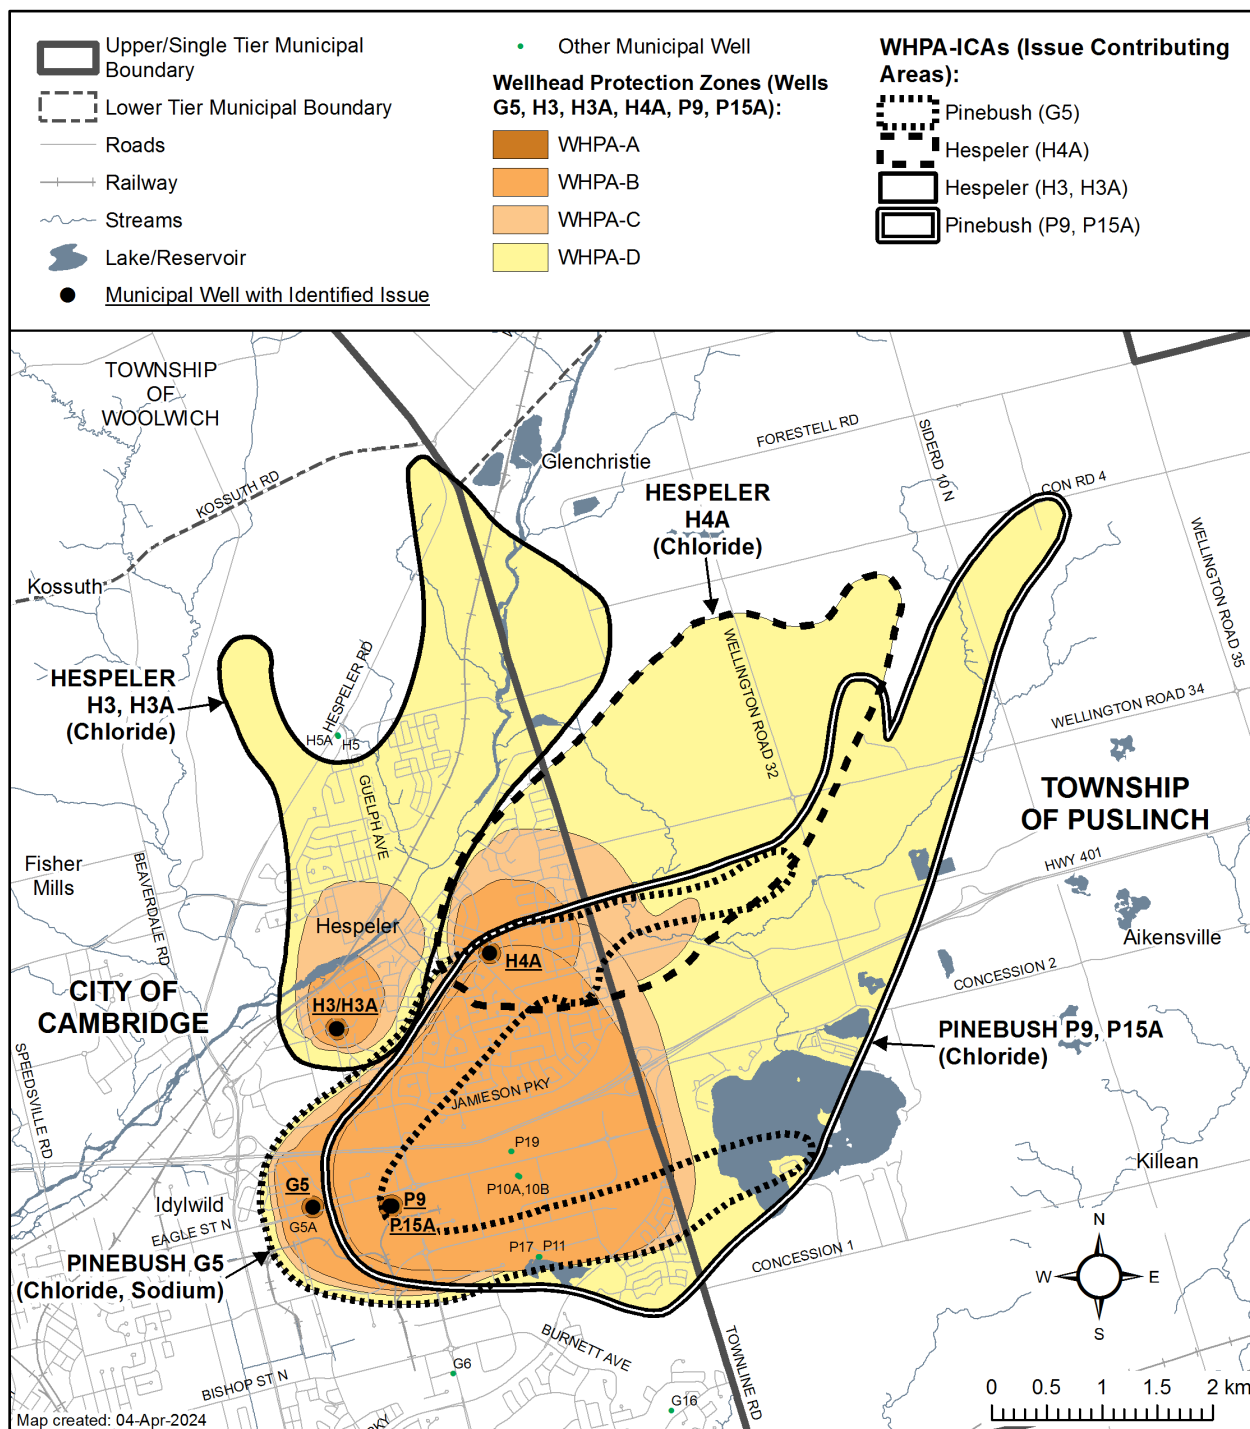 Upper/Single Tier Municipal
Boundary
Lower Tier Municipal Boundary
Roads
Railway
Streams
Lake/Reservoir
Municipal Well with Identified Issue
Other Municipal Well
Wellhead Protection Zones (Wells
G5, H3, H3A, H4A, P9, P15A):
WHPA-A
WHPA-B
WHPA-C
WHPA-D
WHPA-ICAs (Issue Contributing
Areas):
Pinebush (G5)
Hespeler (H4A)
Hespeler (H3, H3A)
Pinebush (P9, P15A)
TOWNSHIP
OF
WOOLWICH
KOSSUTH RD
Kossuth
Glenchristie
FORESTELL RD
SIDERD 10 N
CON RD 4
WELLINGTON ROAD 35
HESPELER
H4A
(Chloride)
HESPELER
H3, H3A
(Chloride)
HESPELER RD
H5A
H5
GUELPH AVE
WELLINGTON ROAD 32
WELLINGTON ROAD 34
TOWNSHIP
OF PUSLINCH
HWY 401
Fisher
Mills
BEAVERDALE RD
Hespeler
H4A
H3/H3A
Aikensville
CONCESSION 2
CITY OF
CAMBRIDGE
PINEBUSH P9, P15A
(Chloride)
SPEEDSVILLE RD
JAMIESON PKY
P19
P10A,10B
Killean
G5
G5A
P9
P15A
Idylwild
EAGLE ST N
P17
P11
PINEBUSH G5
(Chloride, Sodium)
CONCESSION 1
N
W
E
S
BURNETT AVE
TOWNLINE RD
G6
BISHOP ST N
G16
PKY
0 0.5 1 1.5 2 km
Map created: 04-Apr-2024